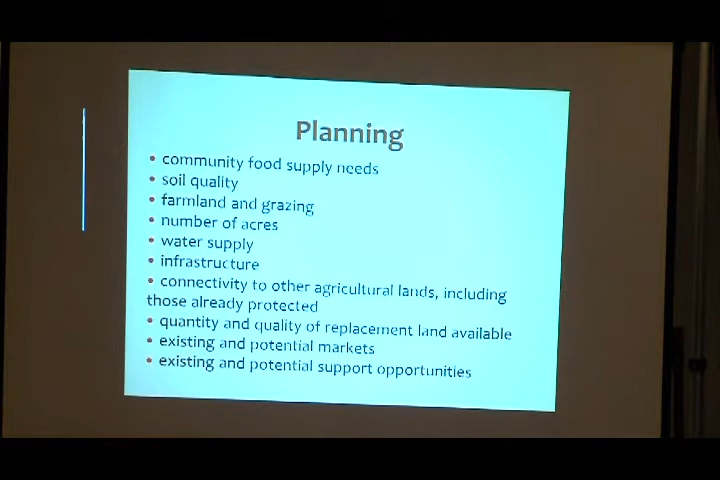 Planning
• community food supply needs
• soil quality
• farmland and grazing
• number of acres
• water supply
• infrastructure
• connectivity to other agricultural lands, including
those already protected
• quantity and quality of replacement land available
• existing and potential markets
• existing and potential support opportunities